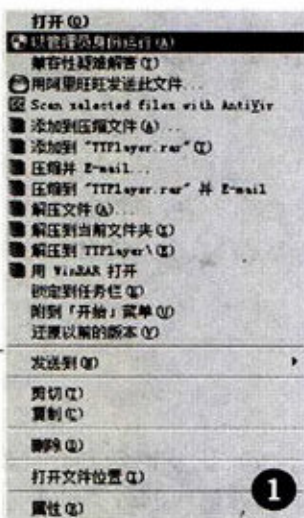 打开(O)
以管理员身份运行(A)
兼容性疑难解答(Y)
用阿里旺旺发送此文件...
Scan selected files with AntiVir
添加到压缩文件(A)...
添加到 "TTPlayer.rar"(T)
压缩并 E-mail...
压缩到 "TTPlayer.rar" 并 E-mail
解压文件(A)...
解压到当前文件夹(X)
解压到 TTPlayer\(E)
用 WinRAR 打开
锁定到任务栏(K)
附到「开始」菜单(U)
还原以前的版本(V)
发送到(N)
剪切(T)
复制(C)
删除(D)
打开文件位置(I)
属性(R)
1